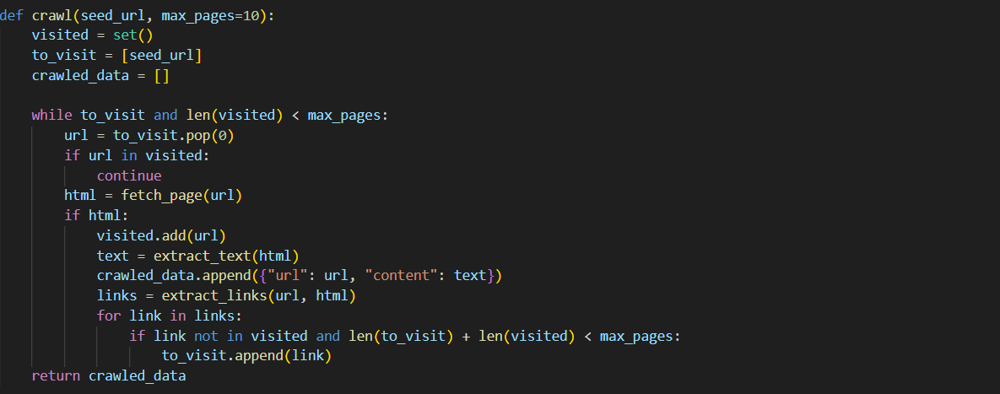 def crawl(seed_url, max_pages=10):
    visited = set()
    to_visit = [seed_url]
    crawled_data = []

    while to_visit and len(visited) < max_pages:
        url = to_visit.pop(0)
        if url in visited:
            continue
        html = fetch_page(url)
        if html:
            visited.add(url)
            text = extract_text(html)
            crawled_data.append({"url": url, "content": text})
            links = extract_links(url, html)
            for link in links:
                if link not in visited and len(to_visit) + len(visited) < max_pages:
                    to_visit.append(link)
    return crawled_data